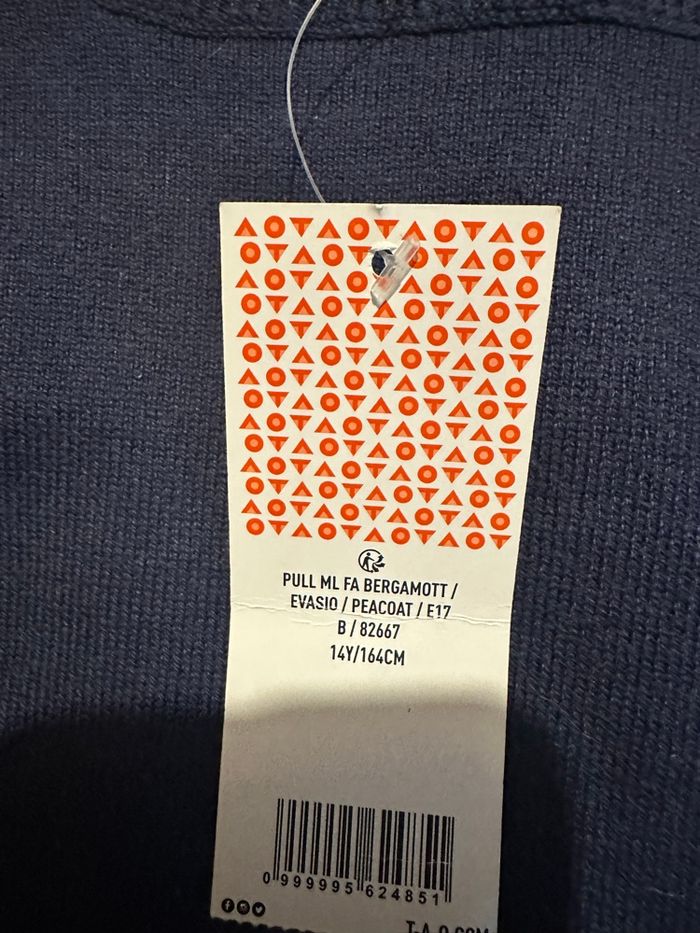 PULL ML FA BERGAMOTT /
EVASIO / PEACOAT / E17
B / 82667
14Y/164CM
0 999995 624851